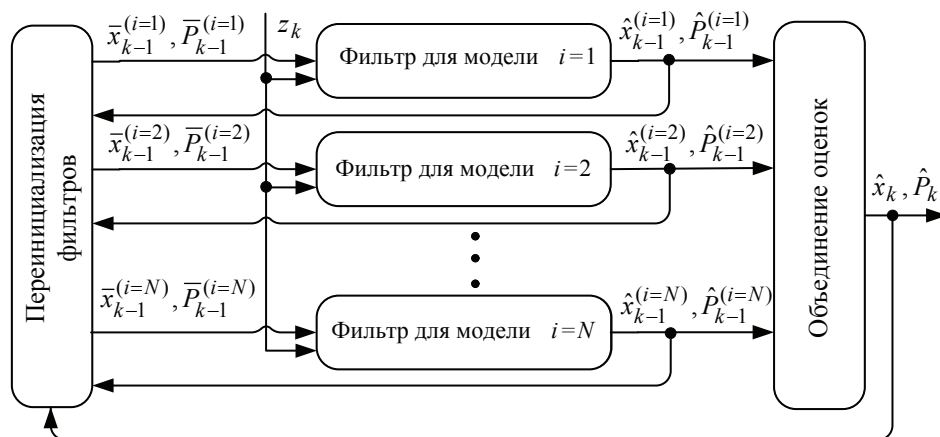 Переинициализация
фильтров
x̄_{k-1}^{(i=1)}, P̄_{k-1}^{(i=1)}
z_k
Фильтр для модели i=1
x̂_{k-1}^{(i=1)}, P̂_{k-1}^{(i=1)}
x̄_{k-1}^{(i=2)}, P̄_{k-1}^{(i=2)}
Фильтр для модели i=2
x̂_{k-1}^{(i=2)}, P̂_{k-1}^{(i=2)}
x̄_{k-1}^{(i=N)}, P̄_{k-1}^{(i=N)}
Фильтр для модели i=N
x̂_{k-1}^{(i=N)}, P̂_{k-1}^{(i=N)}
Объединение оценок
x̂_k, P̂_k